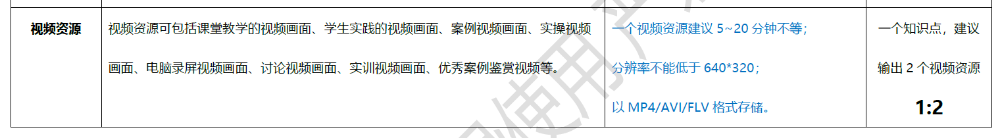 视频资源
视频资源可包括课堂教学的视频画面、学生实践的视频画面、案例视频画面、实操视频
画面、电脑录屏视频画面、讨论视频画面、实训视频画面、优秀案例鉴赏视频等。
一个视频资源建议 5~20 分钟不等；
分辨率不能低于 640*320；
以 MP4/AVI/FLV 格式存储。
一个知识点，建议
输出 2 个视频资源
1:2
使用 严